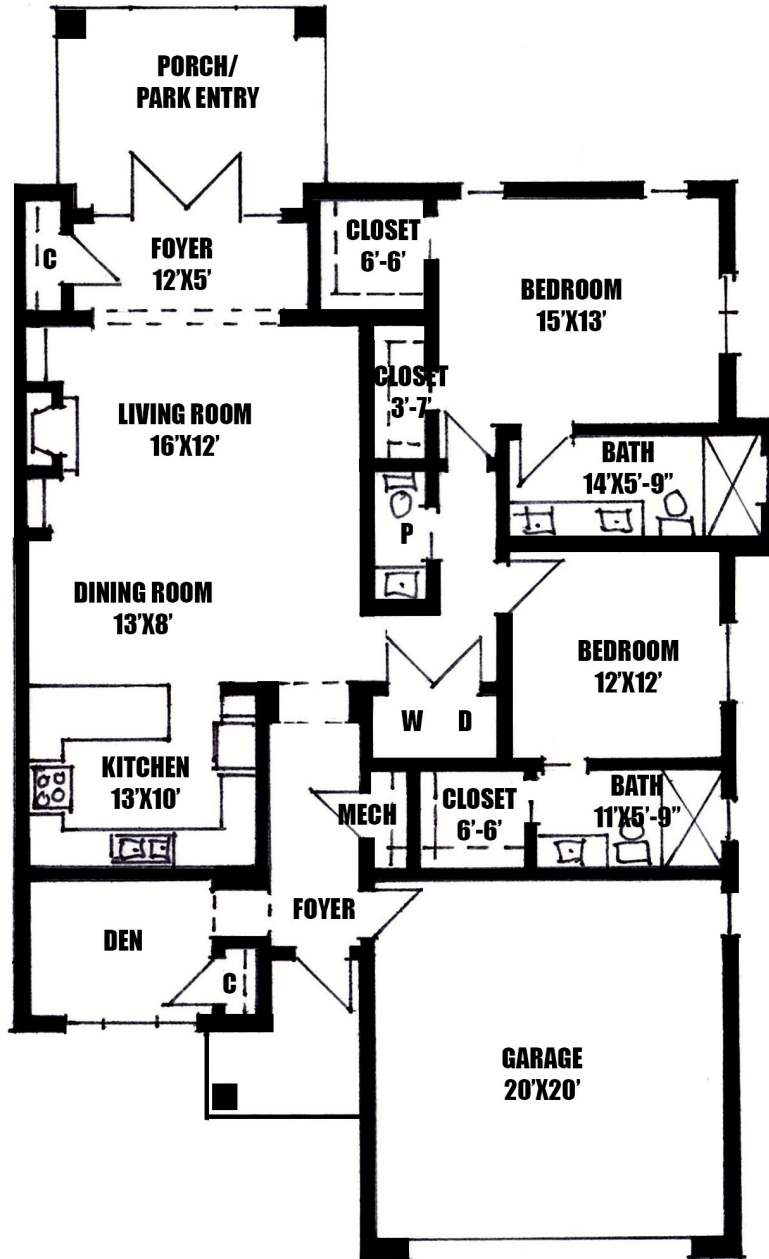 PORCH/
PARK ENTRY
C
FOYER
12'X5'
CLOSET
6'-6'
BEDROOM
15'X13'
LIVING ROOM
16'X12'
CLOSET
3'-7'
BATH
14'X5'-9"
P
DINING ROOM
13'X8'
BEDROOM
12'X12'
W D
KITCHEN
13'X10'
MECH
CLOSET
6'-6'
BATH
11'X5'-9"
DEN
FOYER
C
GARAGE
20'X20'